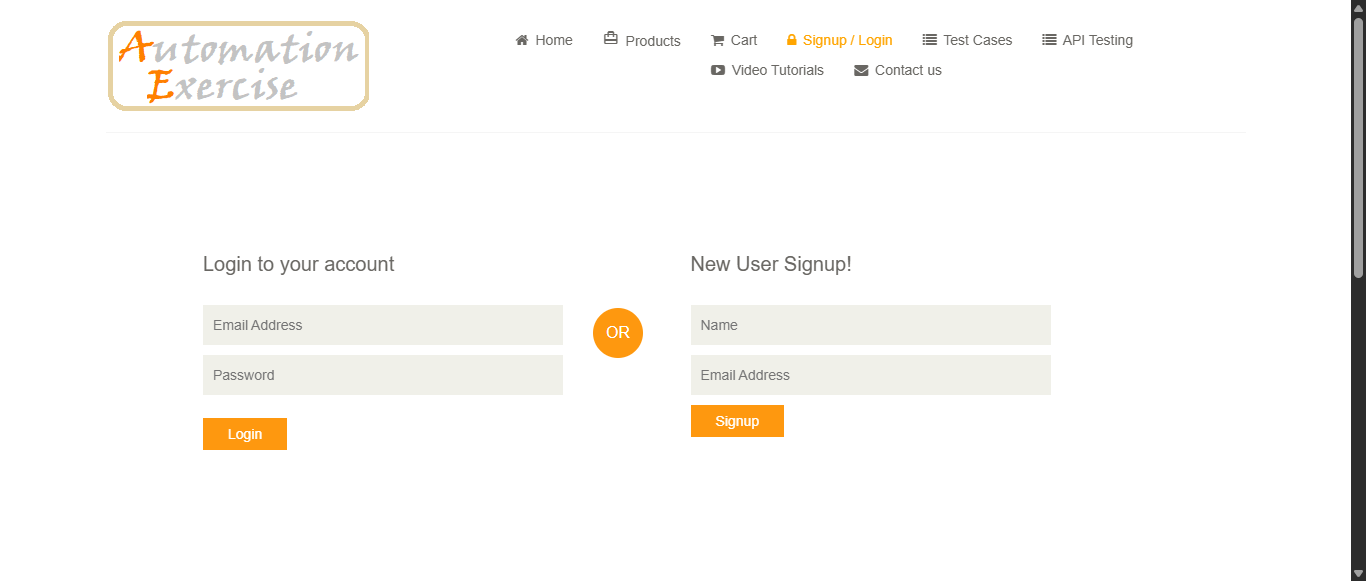 Automation
Exercise
Home Products Cart Signup / Login Test Cases API Testing
Video Tutorials Contact us
Login to your account
Email Address
Password
Login
OR
New User Signup!
Name
Email Address
Signup